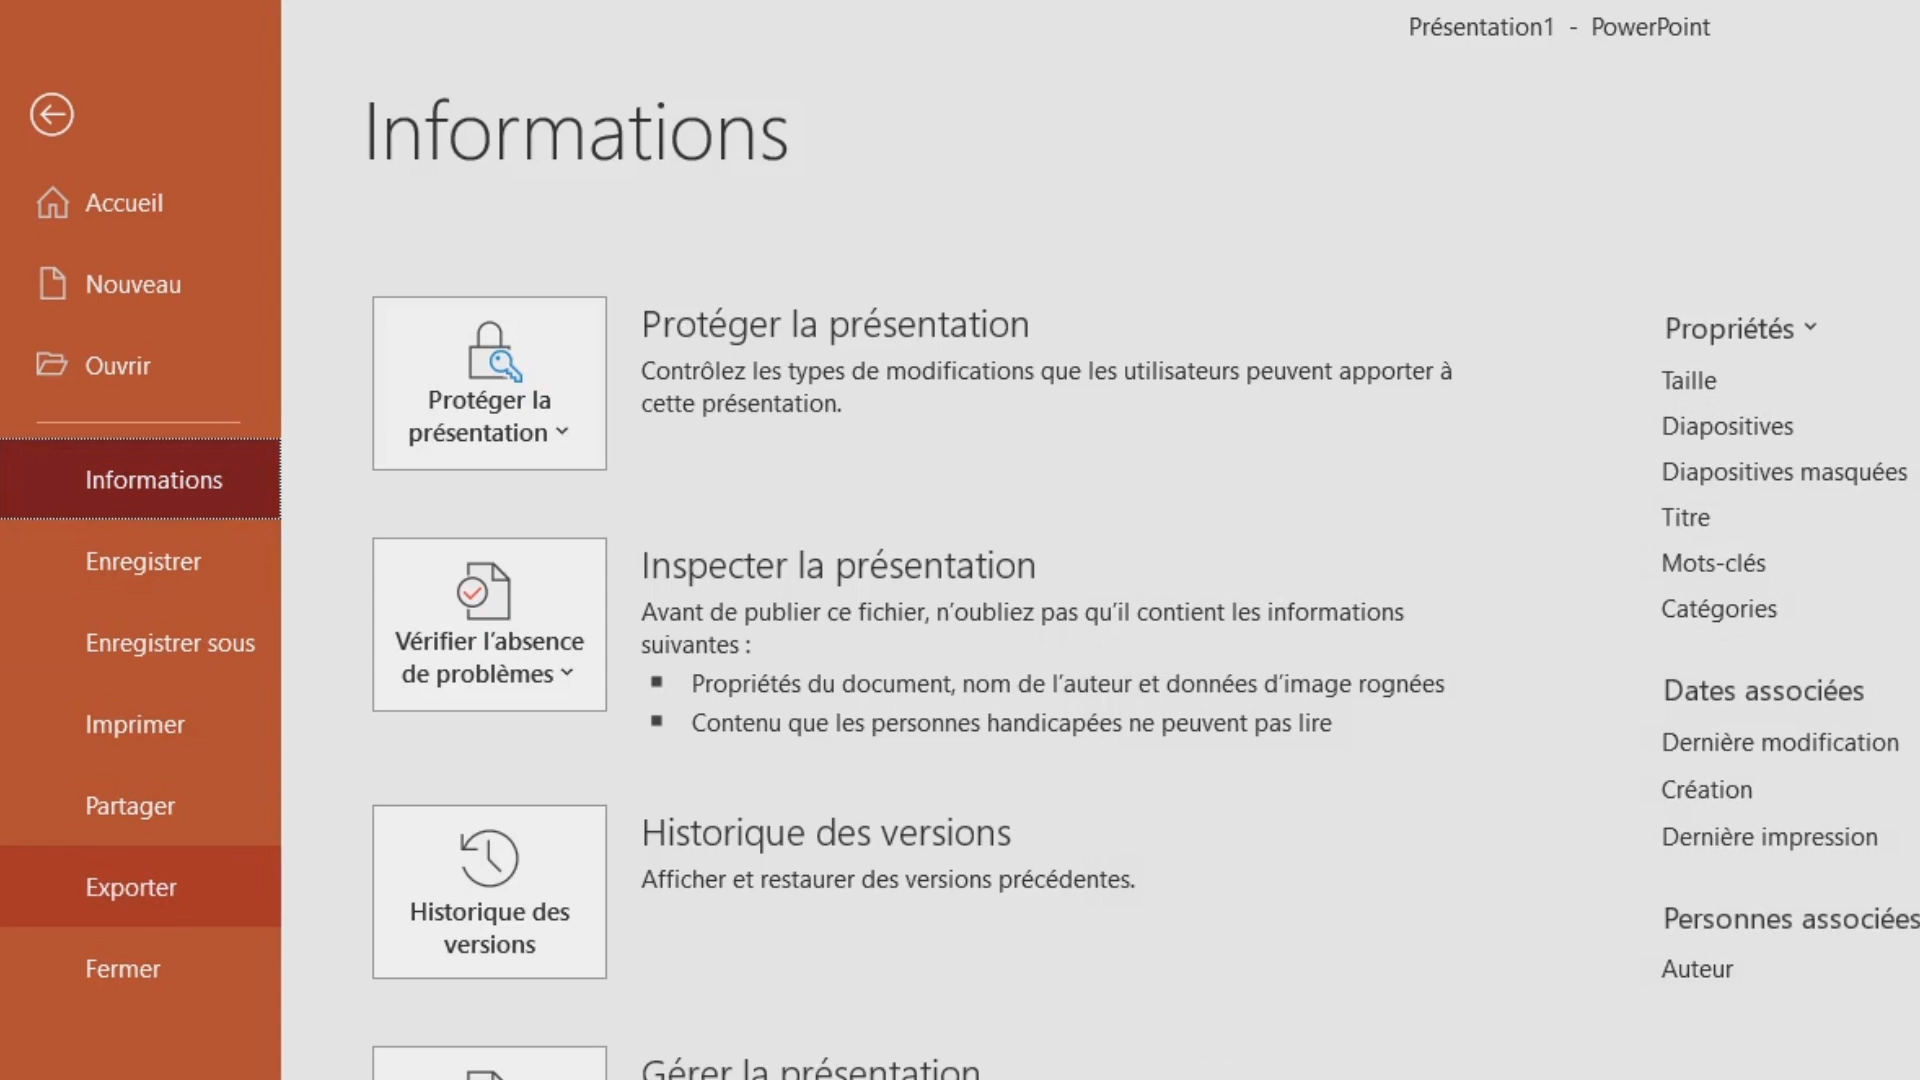 Présentation1 - PowerPoint
Informations
Accueil
Nouveau
Ouvrir
Informations
Enregistrer
Enregistrer sous
Imprimer
Partager
Exporter
Fermer
Protéger la
présentation
Protéger la présentation
Contrôlez les types de modifications que les utilisateurs peuvent apporter à
cette présentation.
Vérifier l’absence
de problèmes
Inspecter la présentation
Avant de publier ce fichier, n’oubliez pas qu’il contient les informations
suivantes :
Propriétés du document, nom de l’auteur et données d’image rognées
Contenu que les personnes handicapées ne peuvent pas lire
Historique des
versions
Historique des versions
Afficher et restaurer des versions précédentes.
Gérer la présentation
Propriétés
Taille
Diapositives
Diapositives masquées
Titre
Mots-clés
Catégories
Dates associées
Dernière modification
Création
Dernière impression
Personnes associées
Auteur